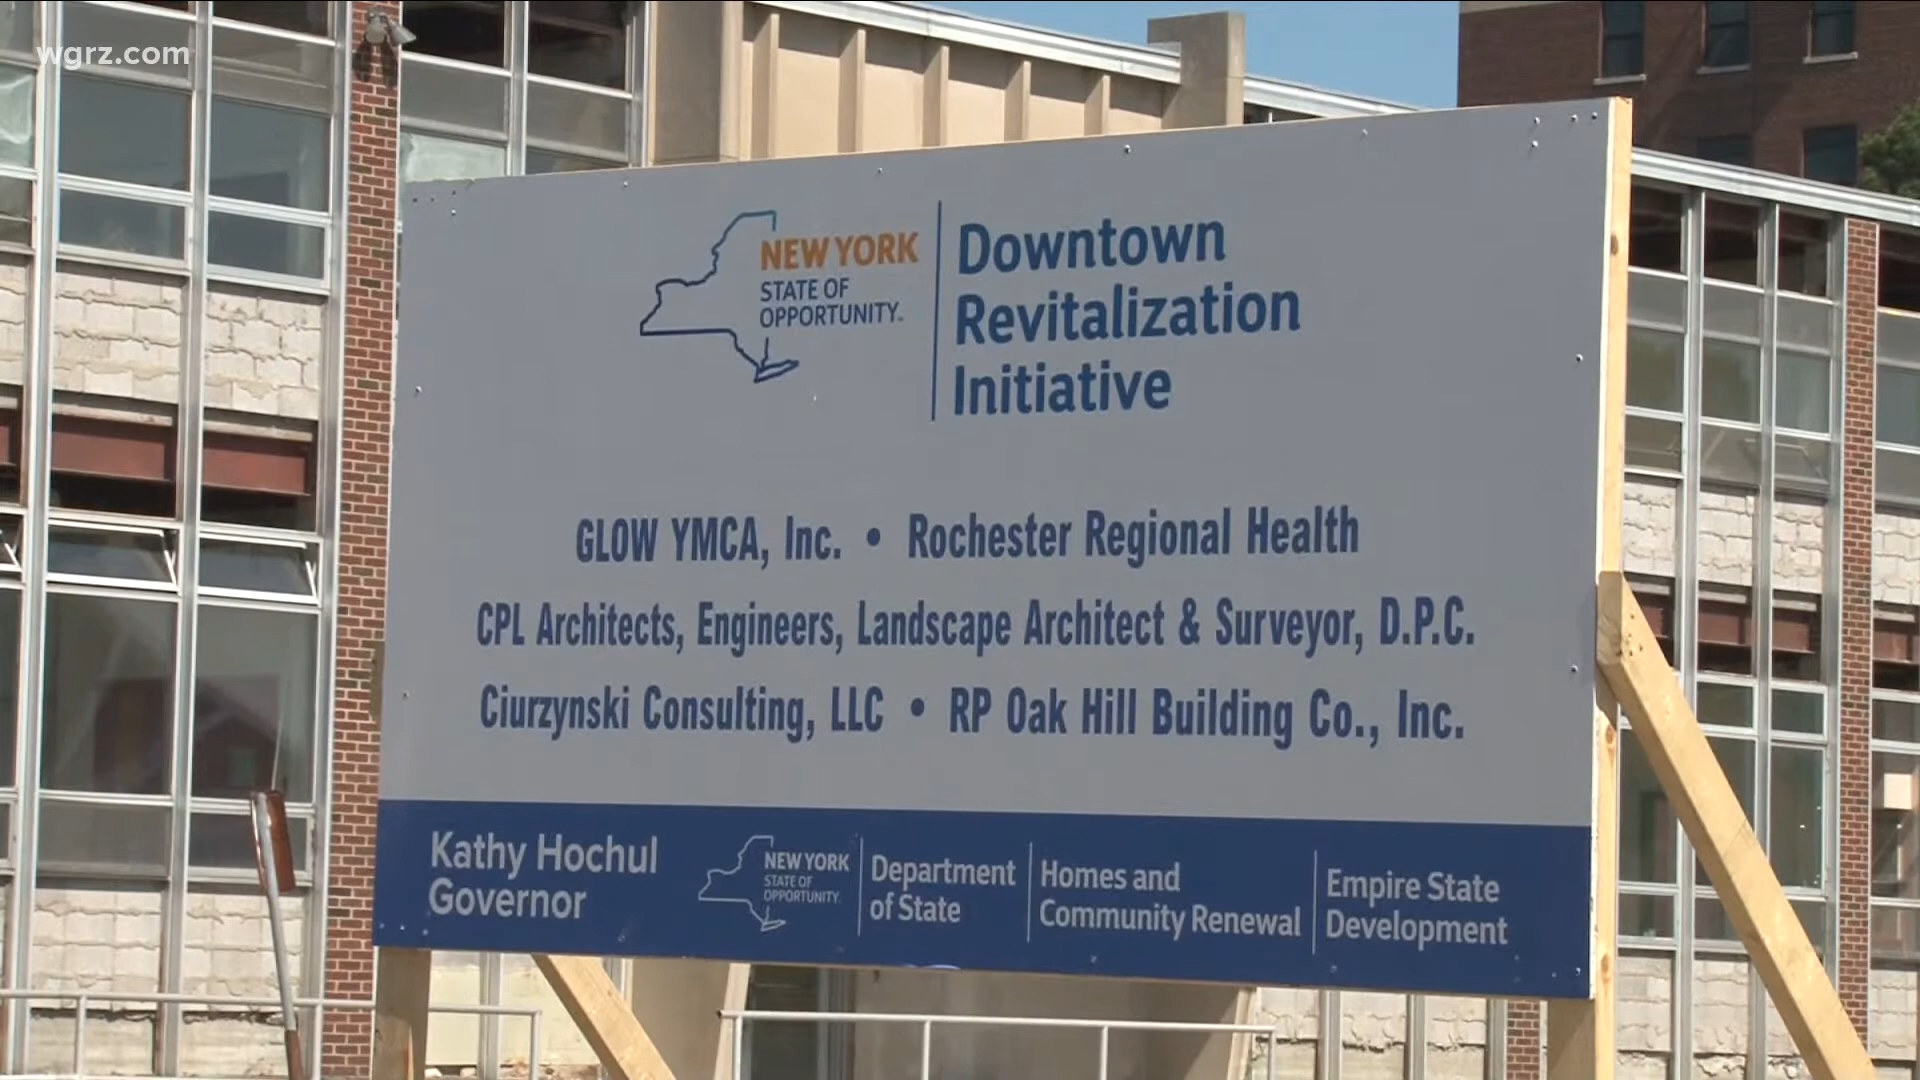 wgrz.com
NEW YORK
STATE OF
OPPORTUNITY™
Downtown
Revitalization
Initiative
GLOW YMCA, Inc. • Rochester Regional Health
CPL Architects, Engineers, Landscape Architect & Surveyor, D.P.C.
Ciurzynski Consulting, LLC • RP Oak Hill Building Co., Inc.
Kathy Hochul
Governor
NEW YORK
STATE OF
OPPORTUNITY.
Department
of State
Homes and
Community Renewal
Empire State
Development